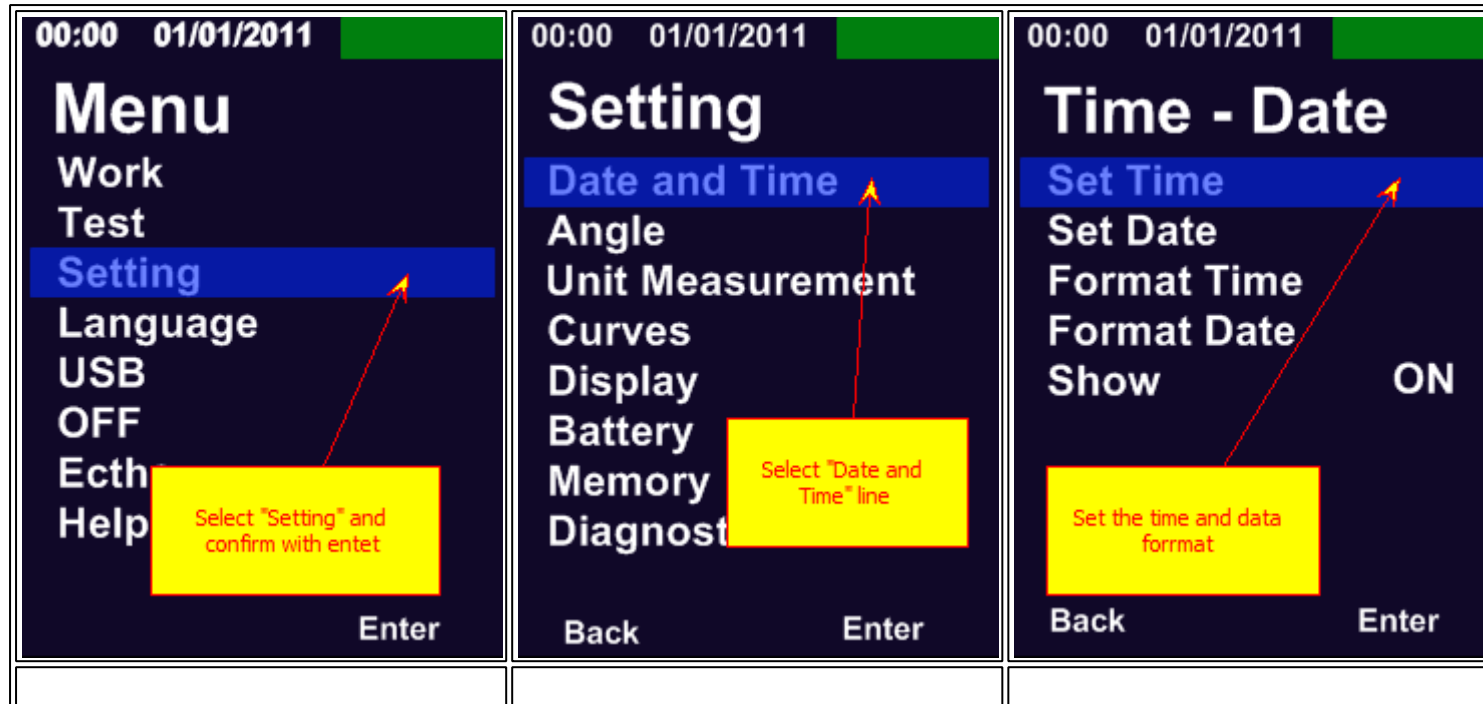 00:00 01/01/2011
Menu
Work
Test
Setting
Language
USB
OFF
Ecth
Help
Select "Setting" and
confirm with entet
Enter
00:00 01/01/2011
Setting
Date and Time
Angle
Unit Measurement
Curves
Display
Battery
Memory
Diagnost
Select "Date and
Time" line
Back Enter
00:00 01/01/2011
Time - Date
Set Time
Set Date
Format Time
Format Date
Show ON
Set the time and data
forrmat
Back Enter